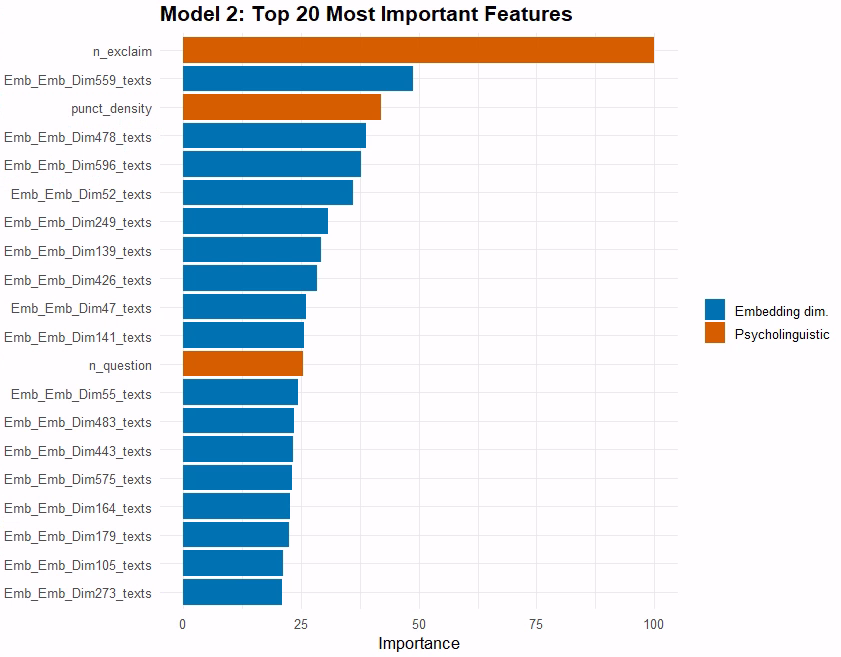 Model 2: Top 20 Most Important Features
n_exclaim
Emb_Emb_Dim559_texts
punct_density
Emb_Emb_Dim478_texts
Emb_Emb_Dim596_texts
Emb_Emb_Dim52_texts
Emb_Emb_Dim249_texts
Emb_Emb_Dim139_texts
Emb_Emb_Dim426_texts
Emb_Emb_Dim47_texts
Emb_Emb_Dim141_texts
n_question
Emb_Emb_Dim55_texts
Emb_Emb_Dim483_texts
Emb_Emb_Dim443_texts
Emb_Emb_Dim575_texts
Emb_Emb_Dim164_texts
Emb_Emb_Dim179_texts
Emb_Emb_Dim105_texts
Emb_Emb_Dim273_texts
0 25 50 75 100
Importance
Embedding dim.
Psycholinguistic